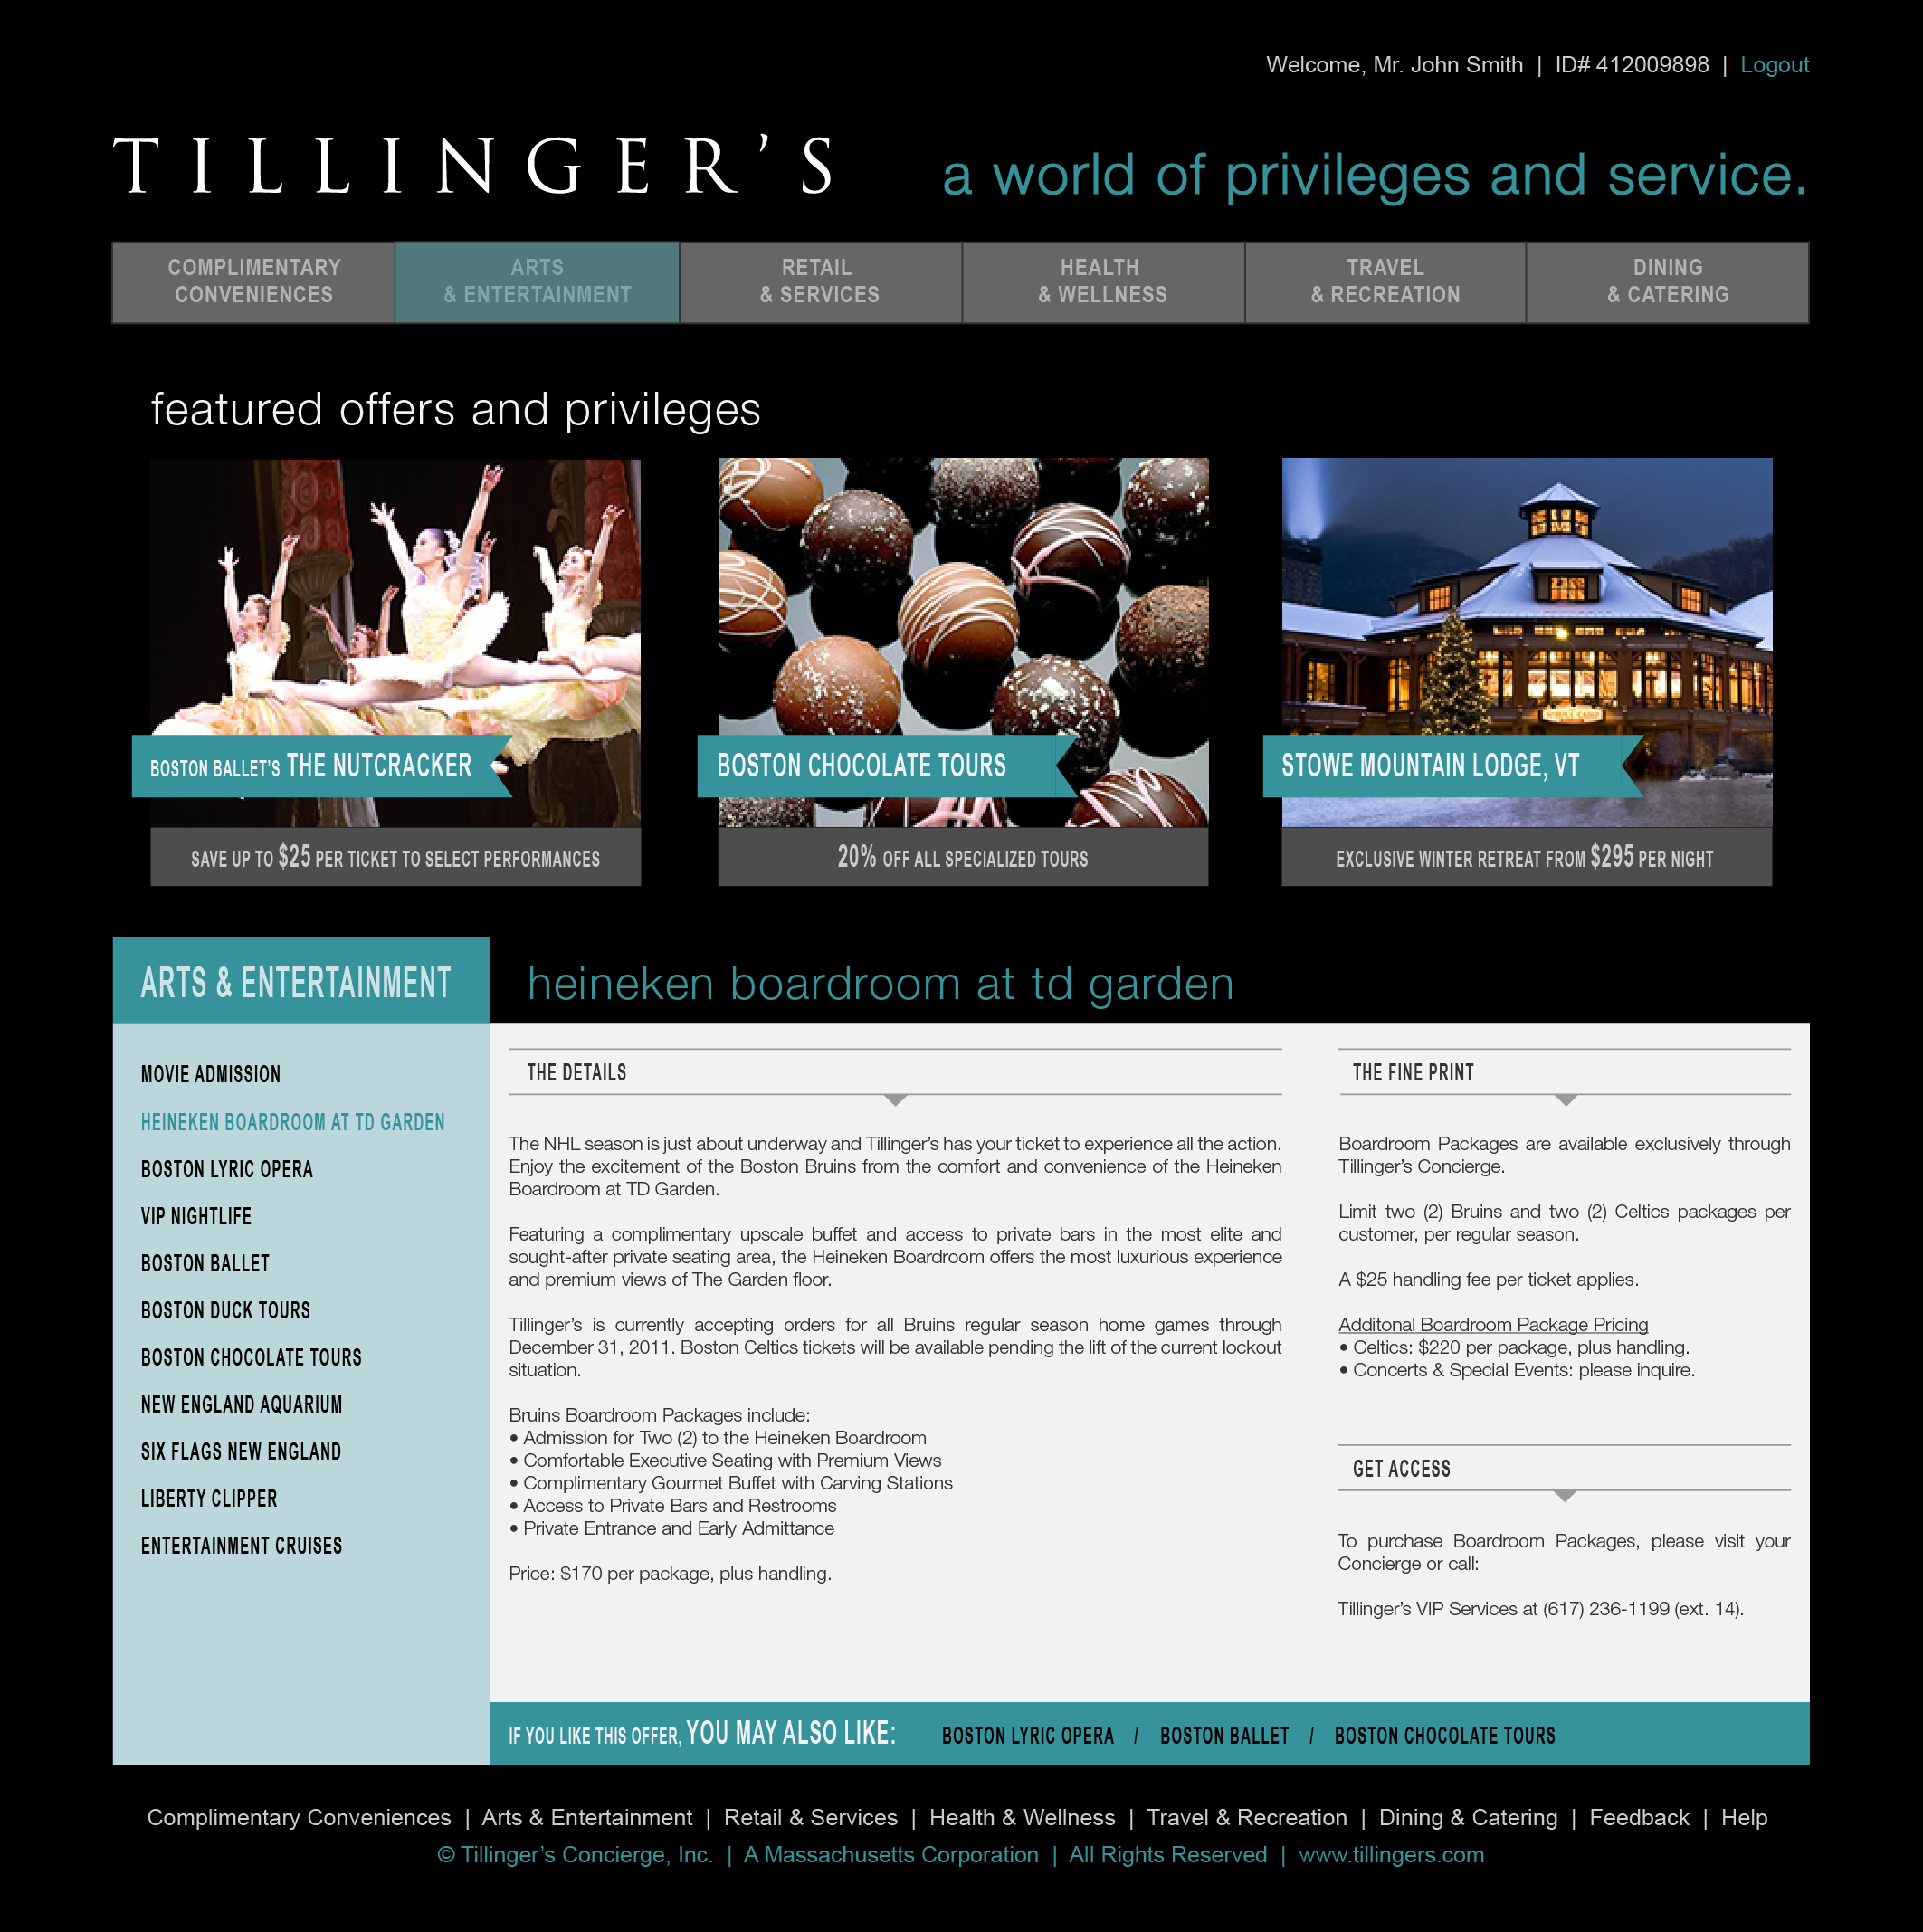 Welcome, Mr. John Smith | ID# 412009898 | Logout
TILLINGER’S
a world of privileges and service.
COMPLIMENTARY
CONVENIENCES
ARTS
& ENTERTAINMENT
RETAIL
& SERVICES
HEALTH
& WELLNESS
TRAVEL
& RECREATION
DINING
& CATERING
featured offers and privileges
BOSTON BALLET’S THE NUTCRACKER
SAVE UP TO $25 PER TICKET TO SELECT PERFORMANCES
BOSTON CHOCOLATE TOURS
20% OFF ALL SPECIALIZED TOURS
STOWE MOUNTAIN LODGE, VT
EXCLUSIVE WINTER RETREAT FROM $295 PER NIGHT
ARTS & ENTERTAINMENT
MOVIE ADMISSION
HEINEKEN BOARDROOM AT TD GARDEN
BOSTON LYRIC OPERA
VIP NIGHTLIFE
BOSTON BALLET
BOSTON DUCK TOURS
BOSTON CHOCOLATE TOURS
NEW ENGLAND AQUARIUM
SIX FLAGS NEW ENGLAND
LIBERTY CLIPPER
ENTERTAINMENT CRUISES
heineken boardroom at td garden
THE DETAILS
The NHL season is just about underway and Tillinger’s has your ticket to experience all the action.
Enjoy the excitement of the Boston Bruins from the comfort and convenience of the Heineken
Boardroom at TD Garden.
Featuring a complimentary upscale buffet and access to private bars in the most elite and
sought-after private seating area, the Heineken Boardroom offers the most luxurious experience
and premium views of The Garden floor.
Tillinger’s is currently accepting orders for all Bruins regular season home games through
December 31, 2011. Boston Celtics tickets will be available pending the lift of the current lockout
situation.
Bruins Boardroom Packages include:
• Admission for Two (2) to the Heineken Boardroom
• Comfortable Executive Seating with Premium Views
• Complimentary Gourmet Buffet with Carving Stations
• Access to Private Bars and Restrooms
• Private Entrance and Early Admittance
Price: $170 per package, plus handling.
THE FINE PRINT
Boardroom Packages are available exclusively through
Tillinger’s Concierge.
Limit two (2) Bruins and two (2) Celtics packages per
customer, per regular season.
A $25 handling fee per ticket applies.
Additonal Boardroom Package Pricing
• Celtics: $220 per package, plus handling.
• Concerts & Special Events: please inquire.
GET ACCESS
To purchase Boardroom Packages, please visit your
Concierge or call:
Tillinger’s VIP Services at (617) 236-1199 (ext. 14).
IF YOU LIKE THIS OFFER, YOU MAY ALSO LIKE: BOSTON LYRIC OPERA / BOSTON BALLET / BOSTON CHOCOLATE TOURS
Complimentary Conveniences | Arts & Entertainment | Retail & Services | Health & Wellness | Travel & Recreation | Dining & Catering | Feedback | Help
© Tillinger’s Concierge, Inc. | A Massachusetts Corporation | All Rights Reserved | www.tillingers.com